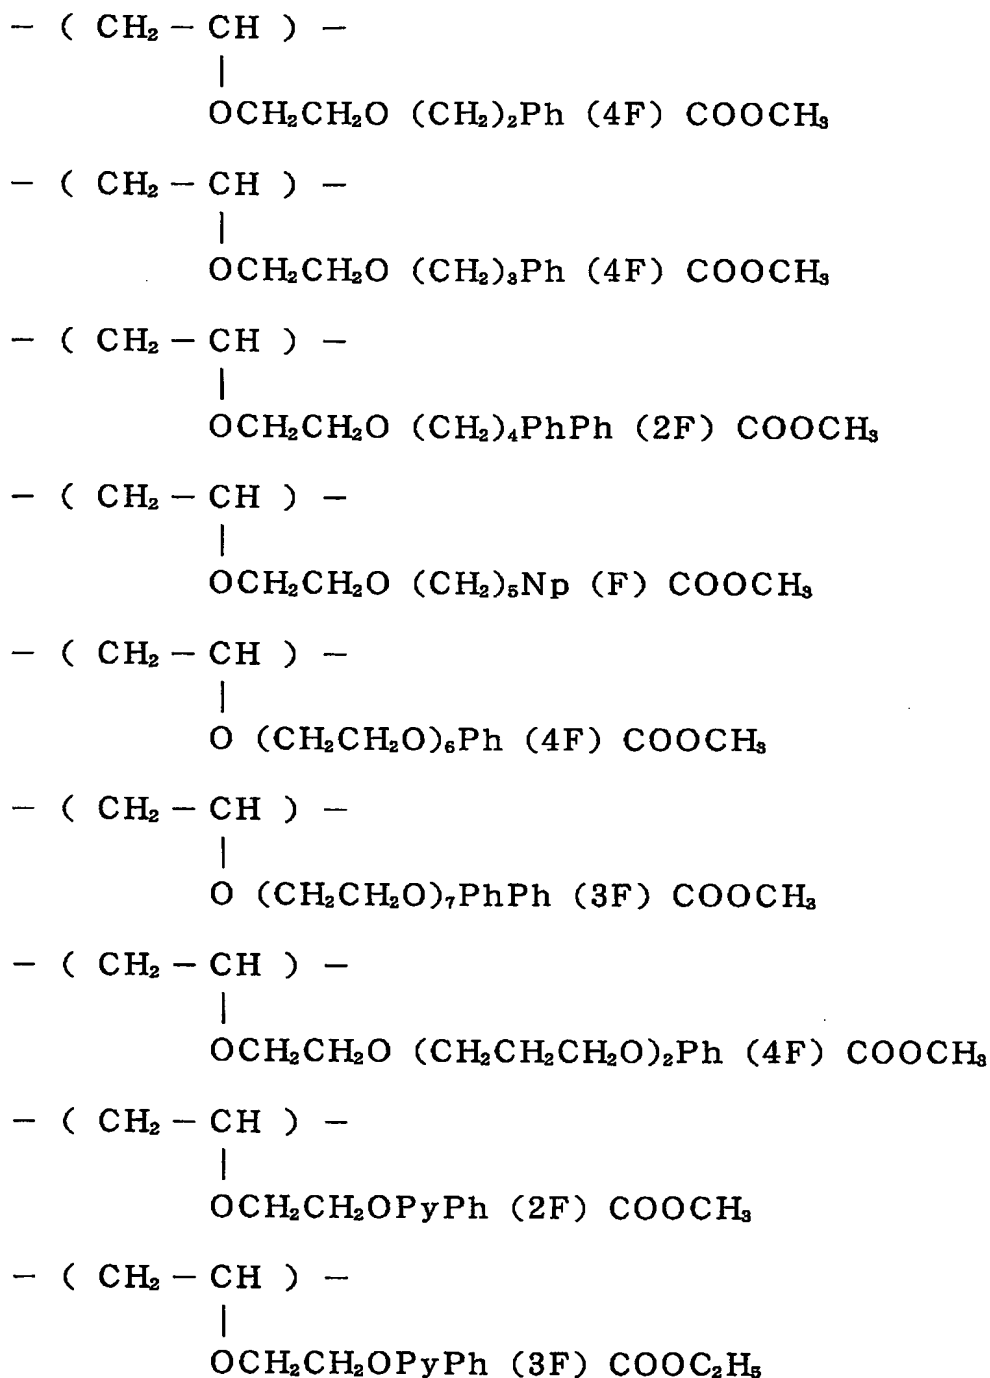 — ( CH₂ — CH ) —
|
OCH₂CH₂O (CH₂)₂Ph (4F) COOCH₃
— ( CH₂ — CH ) —
|
OCH₂CH₂O (CH₂)₃Ph (4F) COOCH₃
— ( CH₂ — CH ) —
|
OCH₂CH₂O (CH₂)₄PhPh (2F) COOCH₃
— ( CH₂ — CH ) —
|
OCH₂CH₂O (CH₂)₅Np (F) COOCH₃
— ( CH₂ — CH ) —
|
O (CH₂CH₂O)₆Ph (4F) COOCH₃
— ( CH₂ — CH ) —
|
O (CH₂CH₂O)₇PhPh (3F) COOCH₃
— ( CH₂ — CH ) —
|
OCH₂CH₂O (CH₂CH₂CH₂O)₂Ph (4F) COOCH₃
— ( CH₂ — CH ) —
|
OCH₂CH₂OPyPh (2F) COOCH₃
— ( CH₂ — CH ) —
|
OCH₂CH₂OPyPh (3F) COOC₂H₅